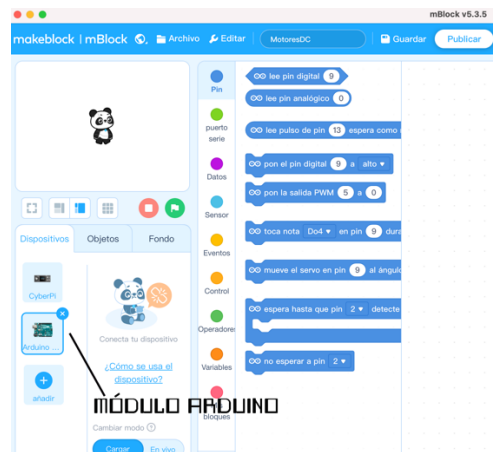 mBlock v5.3.5
makeblock | mBlock Archivo Editar MotoresDC Guardar Publicar
Pin
puerto serie
Datos
Sensor
Eventos
Control
Operadores
Variables
bloques
lee pin digital 9
lee pin analógico 0
lee pulso de pin 13 espera como
pon el pin digital 9 a alto
pon la salida PWM 5 a 0
toca nota Do4 en pin 9 dura
mueve el servo en pin 9 al ángulo
espera hasta que pin 2 detecte
no esperar a pin 2
Dispositivos Objetos Fondo
CyberPi
Arduino ...
añadir
Conecta tu dispositivo
¿Cómo se usa el
dispositivo?
MÓDULO ARDUINO
Cambiar modo
Cargar En vivo